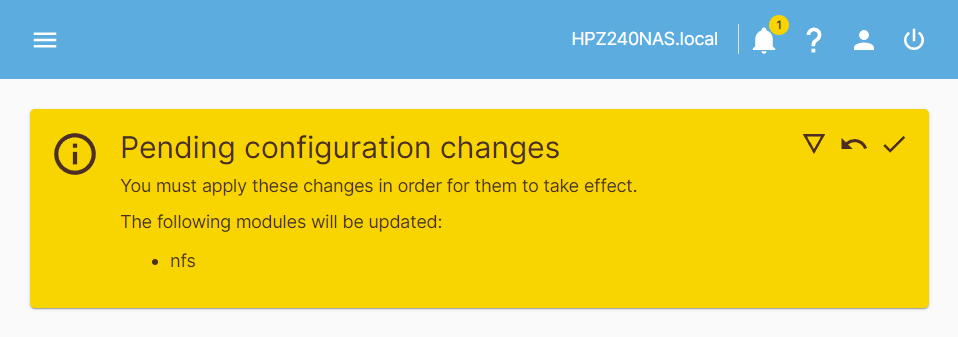 HPZ240NAS.local
1
Pending configuration changes
You must apply these changes in order for them to take effect.
The following modules will be updated:
• nfs